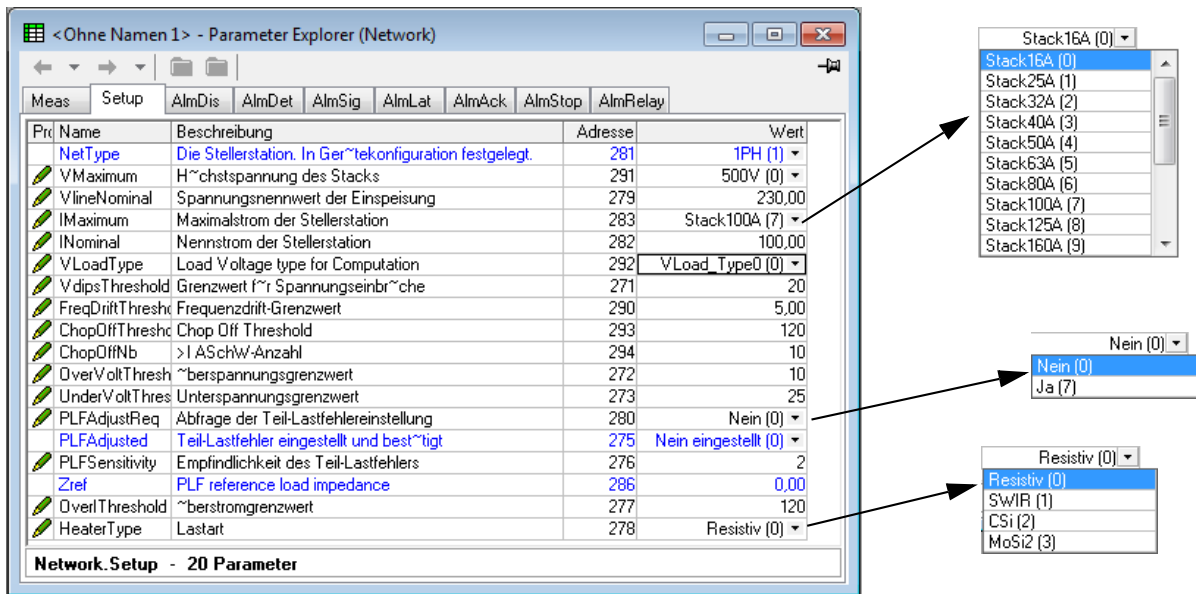 <Ohne Namen 1> - Parameter Explorer (Network)
Meas Setup AlmDis AlmDet AlmSig AlmLat AlmAck AlmStop AlmRelay
Prc Name Beschreibung Adresse Wert
NetType Die Stellerstation. In Ger~tekonfiguration festgelegt. 281 1PH (1)
VMaximum H~chstspannung des Stacks 291 500V (0)
VlineNominal Spannungsnennwert der Einspeisung 279 230,00
IMaximum Maximalstrom der Stellerstation 283 Stack100A (7)
INominal Nennstrom der Stellerstation 282 100,00
VLoadType Load Voltage type for Computation 292 VLoad_Type0 (0)
VdipsThreshold Grenzwert f~r Spannungseinbr~che 271 20
FreqDriftThresho Frequenzdrift-Grenzwert 290 5,00
ChopOffThresho Chop Off Threshold 293 120
ChopOffNb >I ASchW-Anzahl 294 10
OverVoltThresh ~berspannungsgrenzwert 272 10
UnderVoltThres Unterspannungsgrenzwert 273 25
PLFAdjustReq Abfrage der Teil-Lastfehlereinstellung 280 Nein (0)
PLFAdjusted Teil-Lastfehler eingestellt und best~tigt 275 Nein eingestellt (0)
PLFSensitivity Empfindlichkeit des Teil-Lastfehlers 276 2
Zref PLF reference load impedance 286 0,00
OverIThreshold ~berstromgrenzwert 277 120
HeaterType Lastart 278 Resistiv (0)
Network.Setup - 20 Parameter
Stack16A (0)
Stack16A (0)
Stack25A (1)
Stack32A (2)
Stack40A (3)
Stack50A (4)
Stack63A (5)
Stack80A (6)
Stack100A (7)
Stack125A (8)
Stack160A (9)
Nein (0)
Nein (0)
Ja (7)
Resistiv (0)
Resistiv (0)
SWIR (1)
CSi (2)
MoSi2 (3)